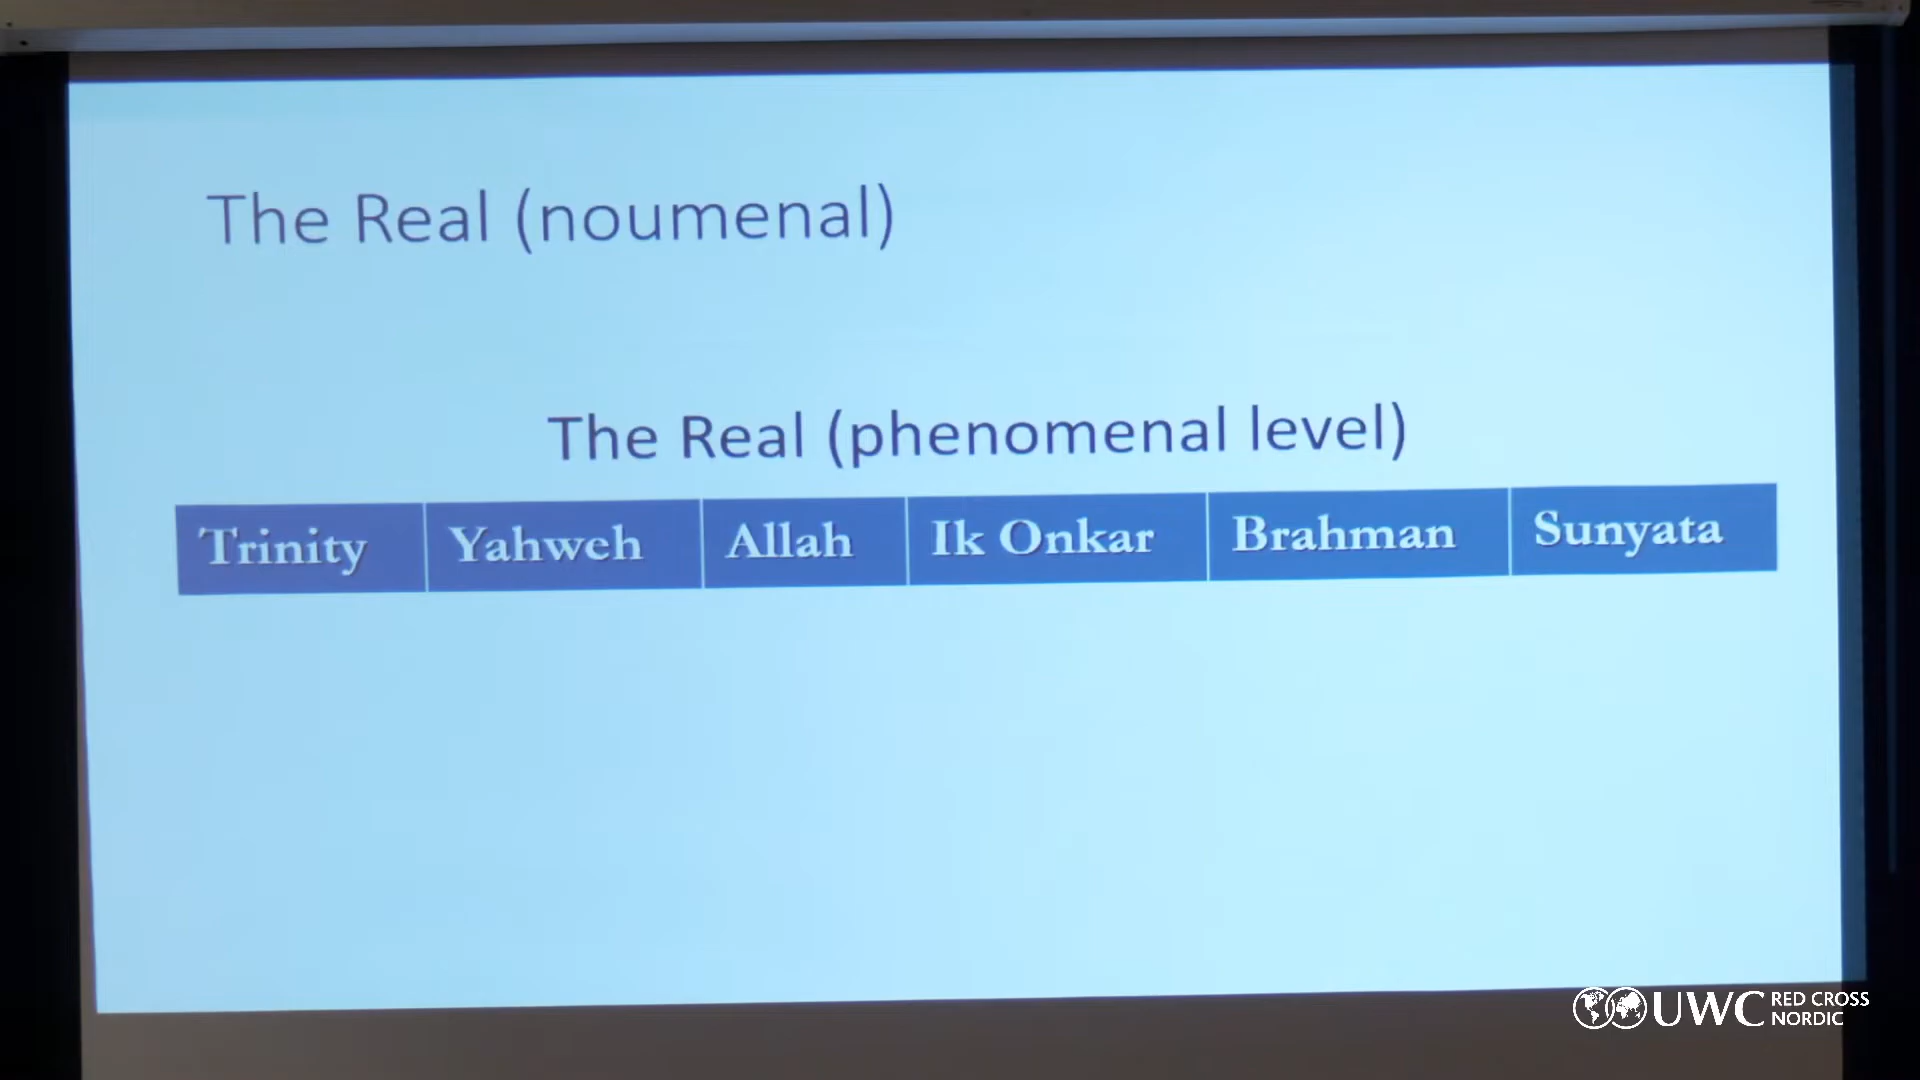 The Real (noumenal)
The Real (phenomenal level)
Trinity Yahweh Allah Ik Onkar Brahman Sunyata
UWC RED CROSS
NORDIC